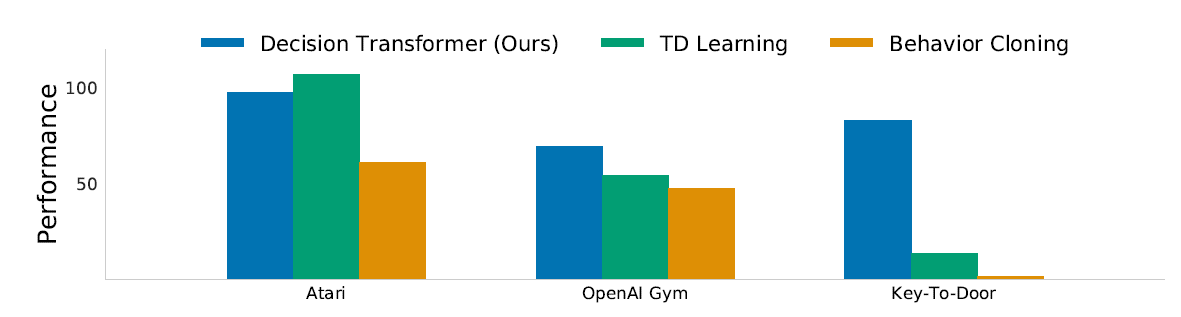 Decision Transformer (Ours) TD Learning Behavior Cloning
Performance
100
50
Atari OpenAI Gym Key-To-Door